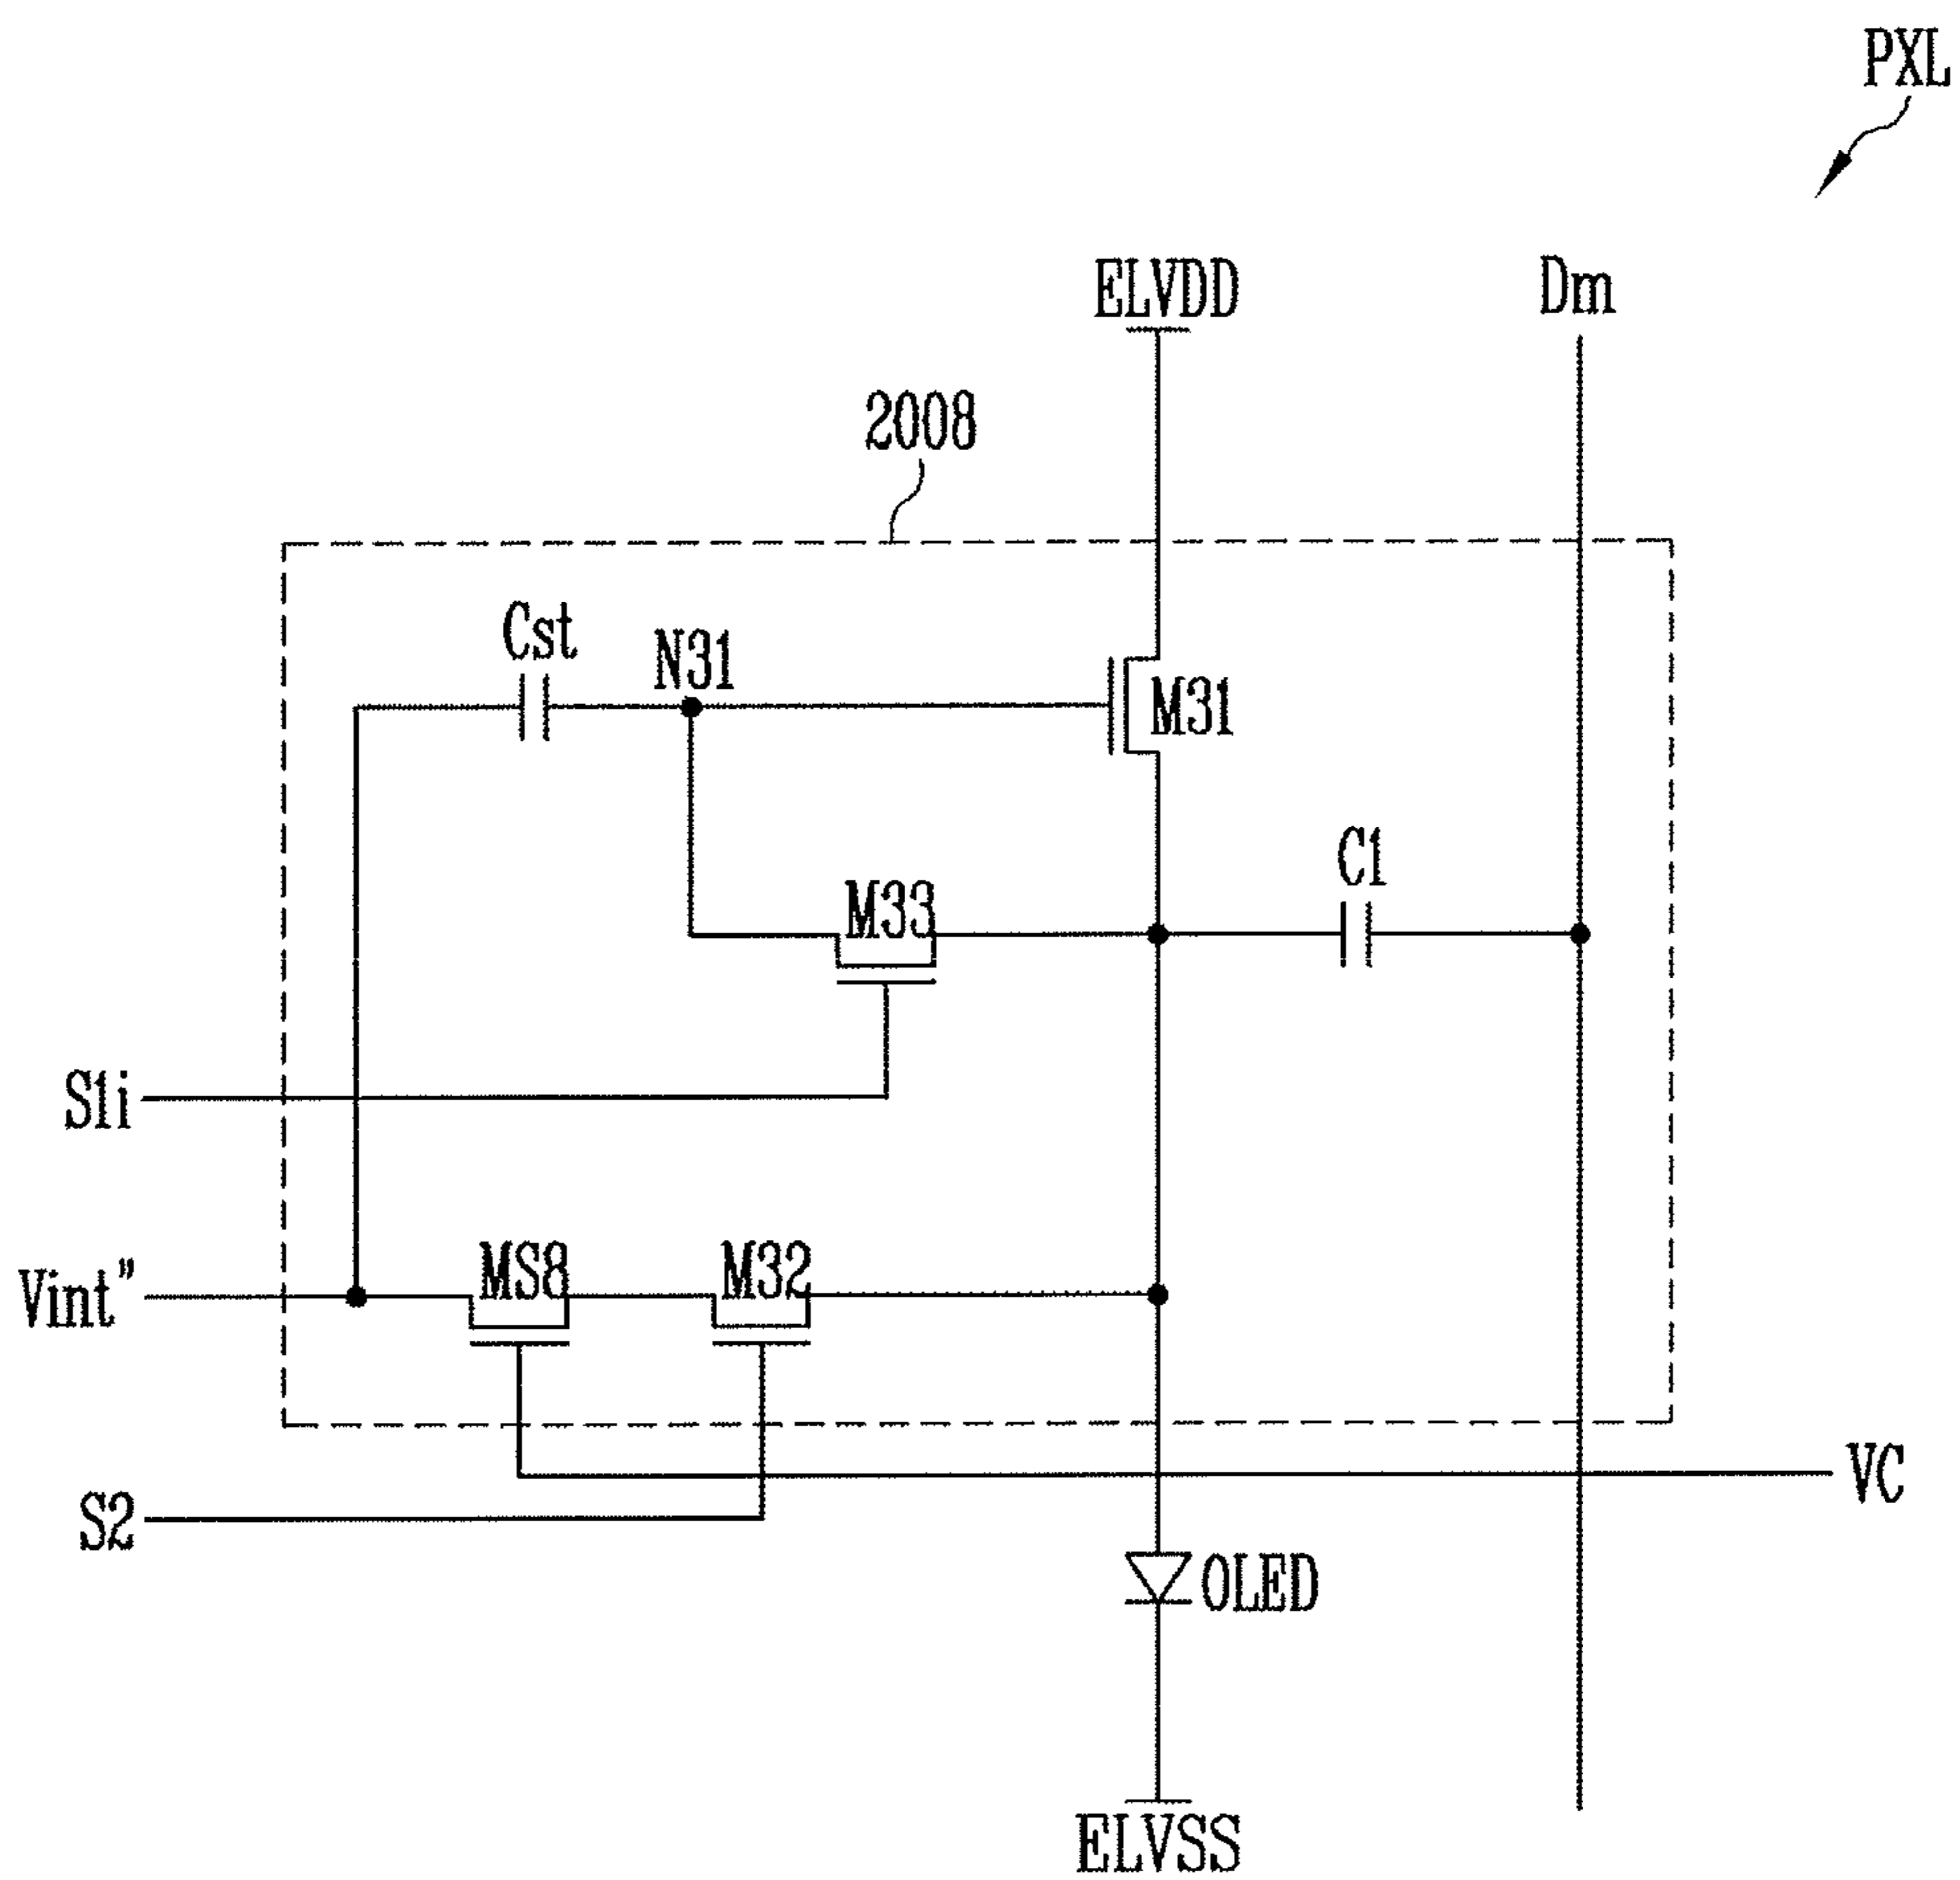 PXL
ELVDD
Dm
2008
Cst
N31
M31
C1
M33
S1i
Vint"
MS8
M32
VC
S2
OLED
ELVSS